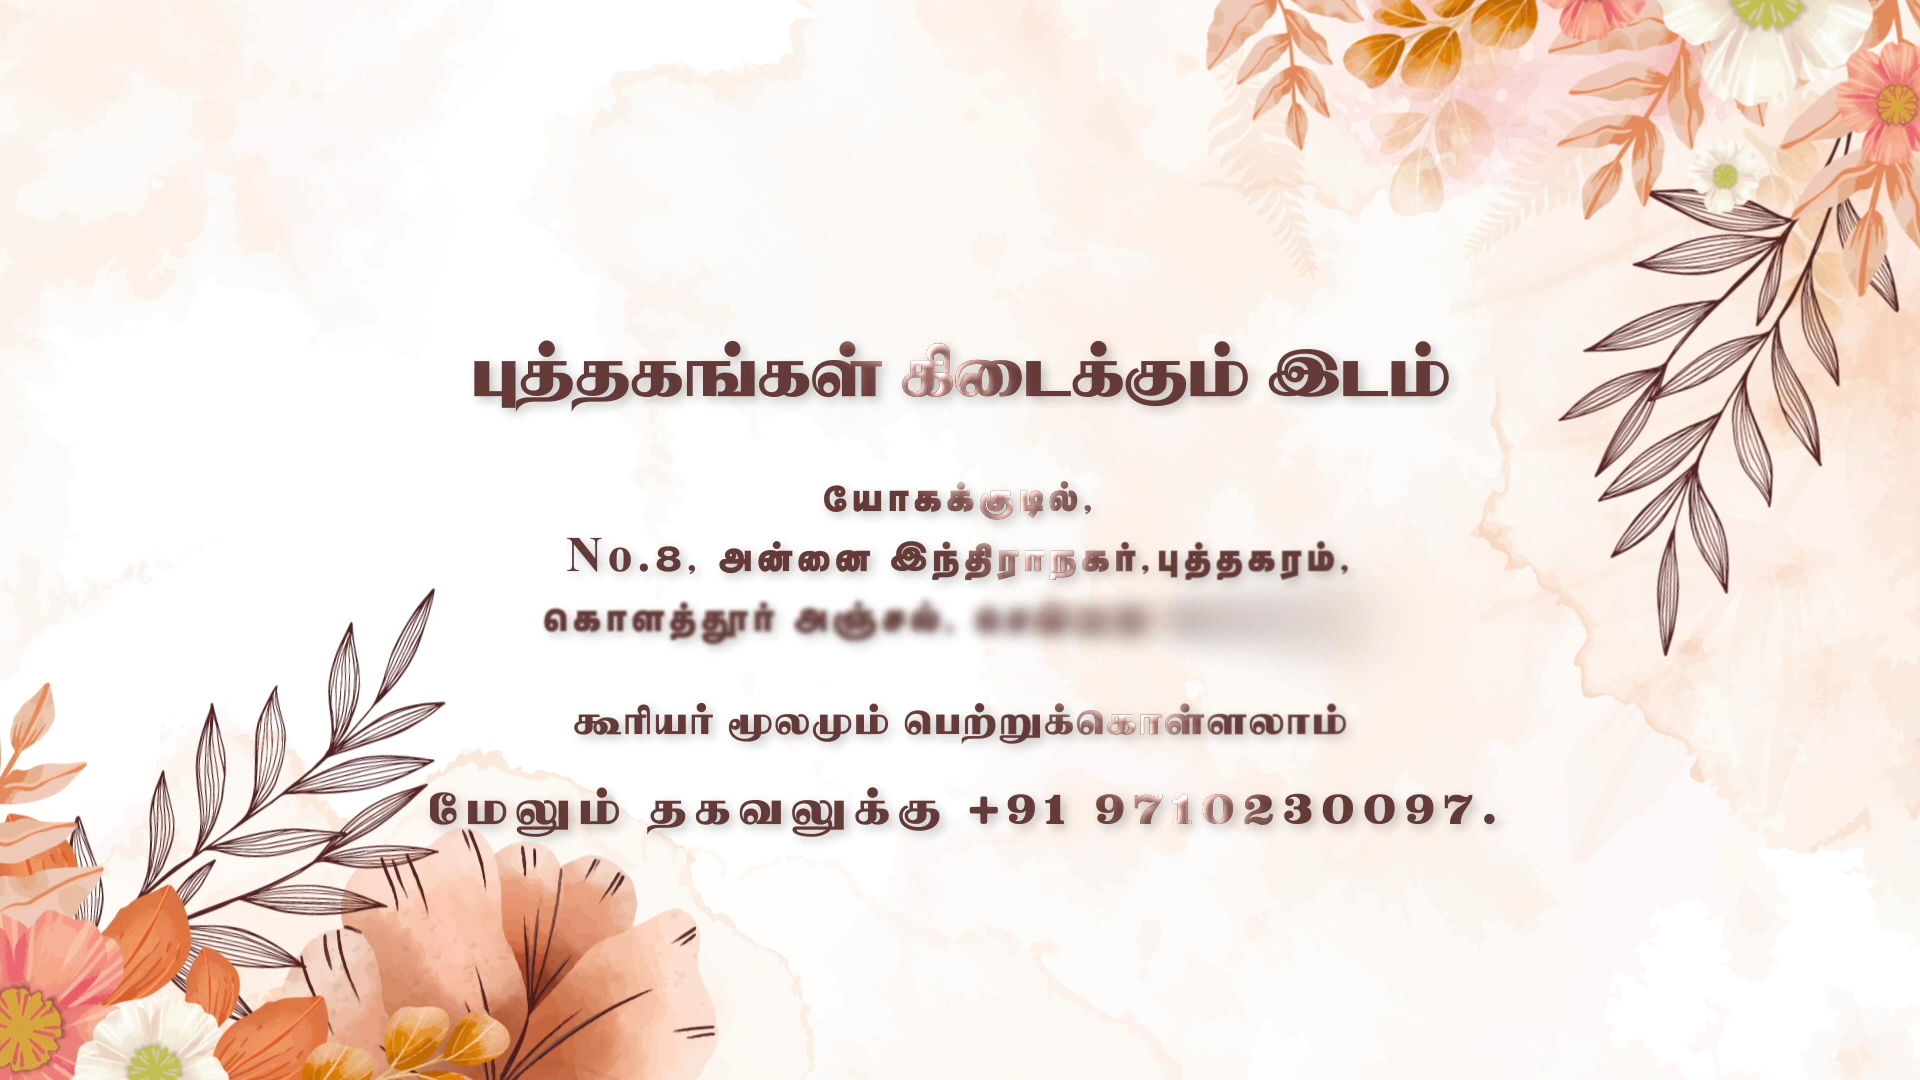 புத்தகங்கள் கிடைக்கும் இடம்
யோகக்குடில்,
No.8, அன்னை இந்திராநகர்,புத்தகரம்,
கொளத்தூர் அஞ்சல்,
கூரியர் மூலமும் பெற்றுக்கொள்ளலாம்
மேலும் தகவலுக்கு +91 9710230097.